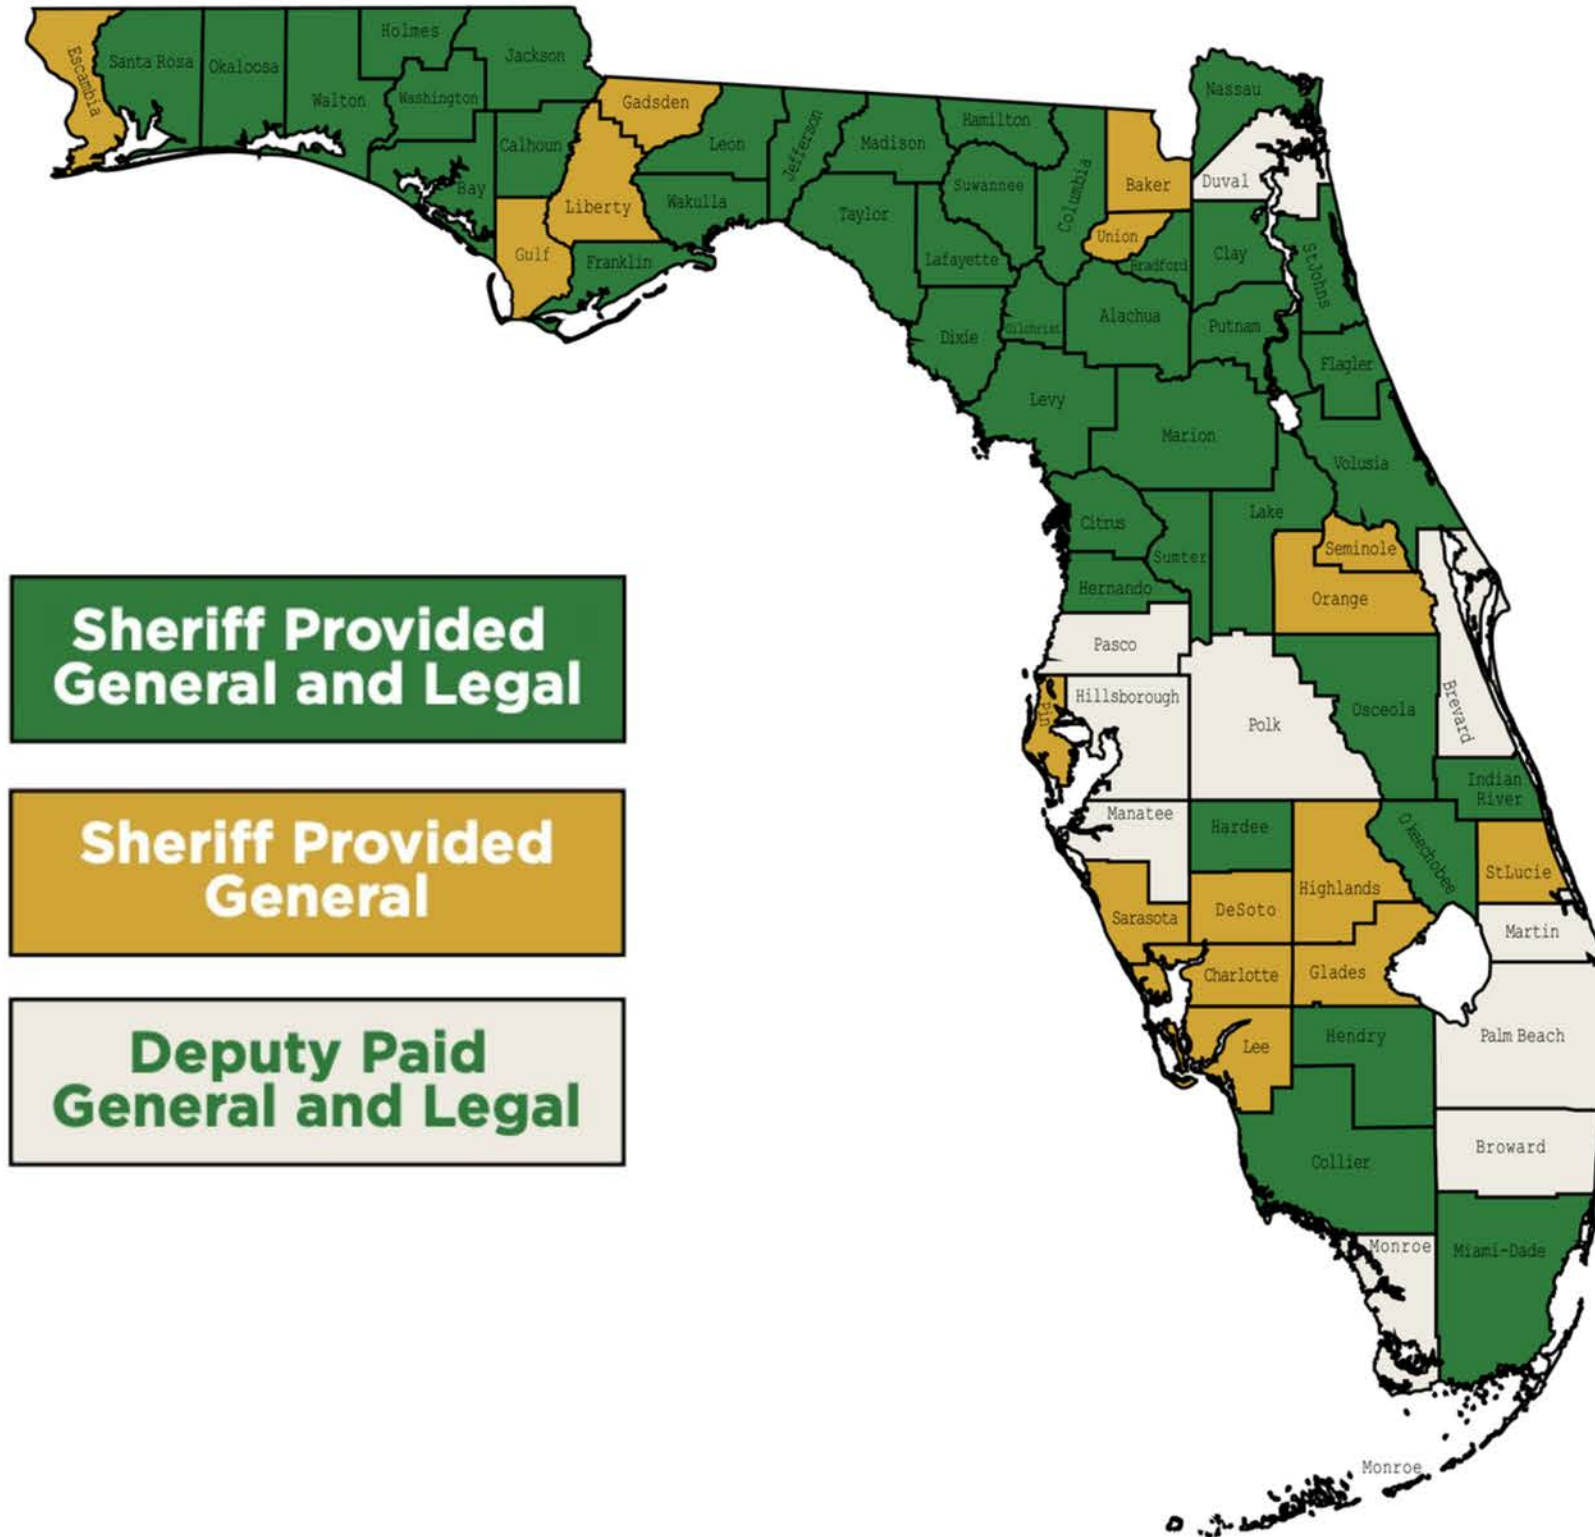 Escambia
Santa Rosa
Okaloosa
Walton
Holmes
Washington
Jackson
Bay
Calhoun
Gulf
Gadsden
Liberty
Franklin
Leon
Wakulla
Jefferson
Madison
Taylor
Hamilton
Suwannee
Lafayette
Columbia
Dixie
Gilchrist
Baker
Union
Bradford
Alachua
Nassau
Duval
Clay
StJohns
Putnam
Flagler
Levy
Marion
Volusia
Citrus
Sumter
Lake
Hernando
Seminole
Orange
Pasco
Hillsborough
Pin
Polk
Osceola
Brevard
Indian
River
Manatee
Hardee
Highlands
Okeechobee
StLucie
Sarasota
DeSoto
Martin
Charlotte
Glades
Lee
Hendry
Palm Beach
Collier
Broward
Monroe
Miami-Dade
Monroe
Sheriff Provided
General and Legal
Sheriff Provided
General
Deputy Paid
General and Legal